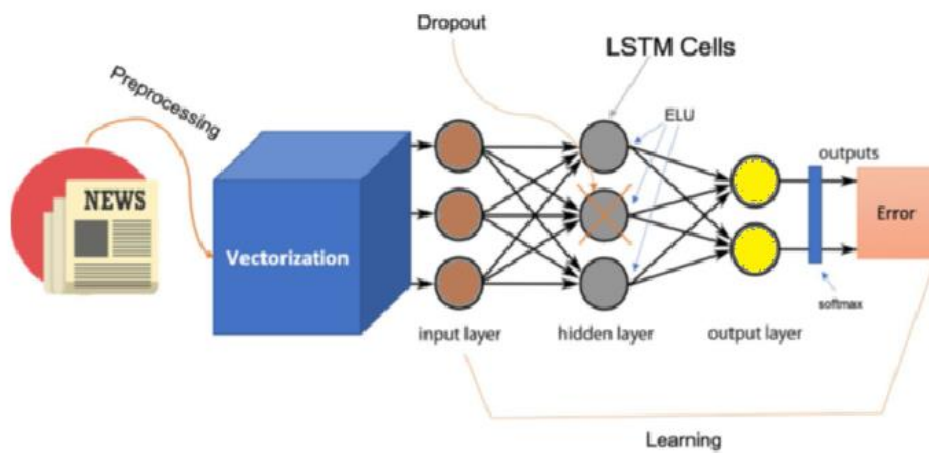 Dropout
LSTM Cells
Preprocessing
ELU
NEWS
Vectorization
outputs
Error
softmax
input layer
hidden layer
output layer
Learning